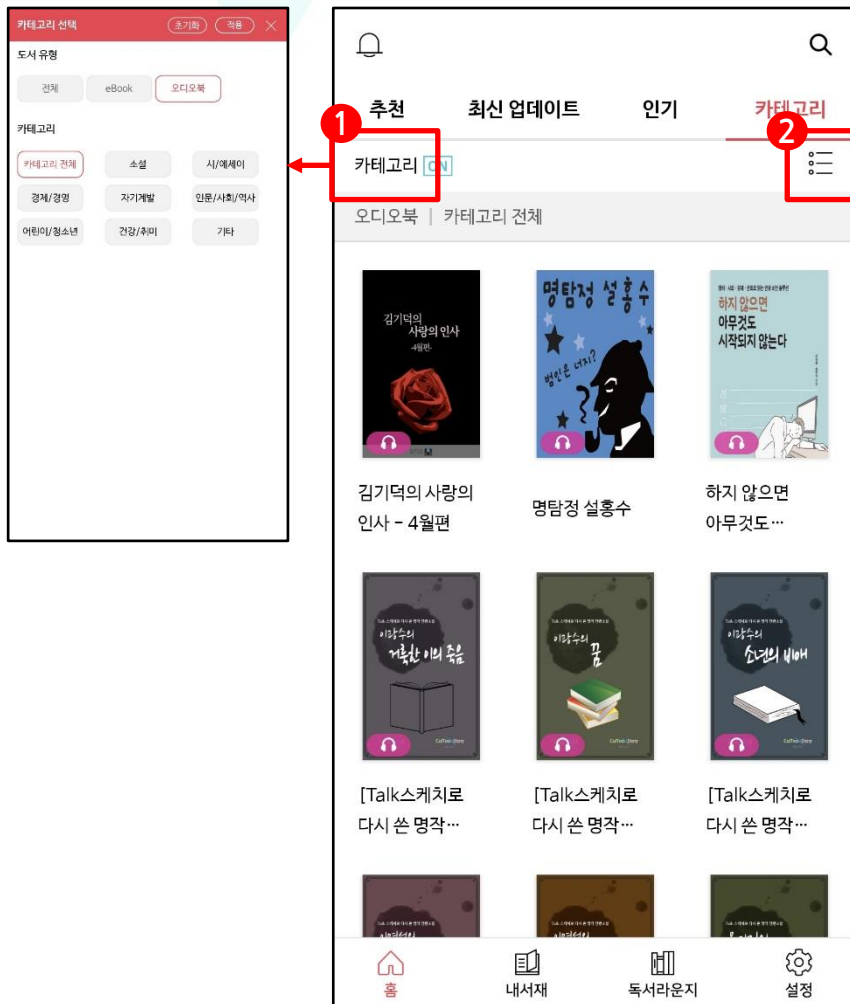 카테고리 선택 초기화 적용
도서 유형
전체 eBook 오디오북
카테고리
카테고리 전체 소설 시/에세이
경제/경영 자기계발 인문/사회/역사
어린이/청소년 건강/취미 기타
추천 최신 업데이트 인기 카테고리
1
2
카테고리 ON
오디오북 | 카테고리 전체
김기덕의
사랑의 인사
-4월편-
명탐정 설홍수
범인은 너지?
하지 않으면
아무것도
시작되지 않는다
김기덕의 사랑의
인사 - 4월편
명탐정 설홍수
하지 않으면
아무것도…
이광수의
거룩한 이의 죽음
이광수의
꿈
이광수의
소년의 비애
[Talk스케치로
다시 쓴 명작…
[Talk스케치로
다시 쓴 명작…
[Talk스케치로
다시 쓴 명작…
홈 내서재 독서라운지 설정